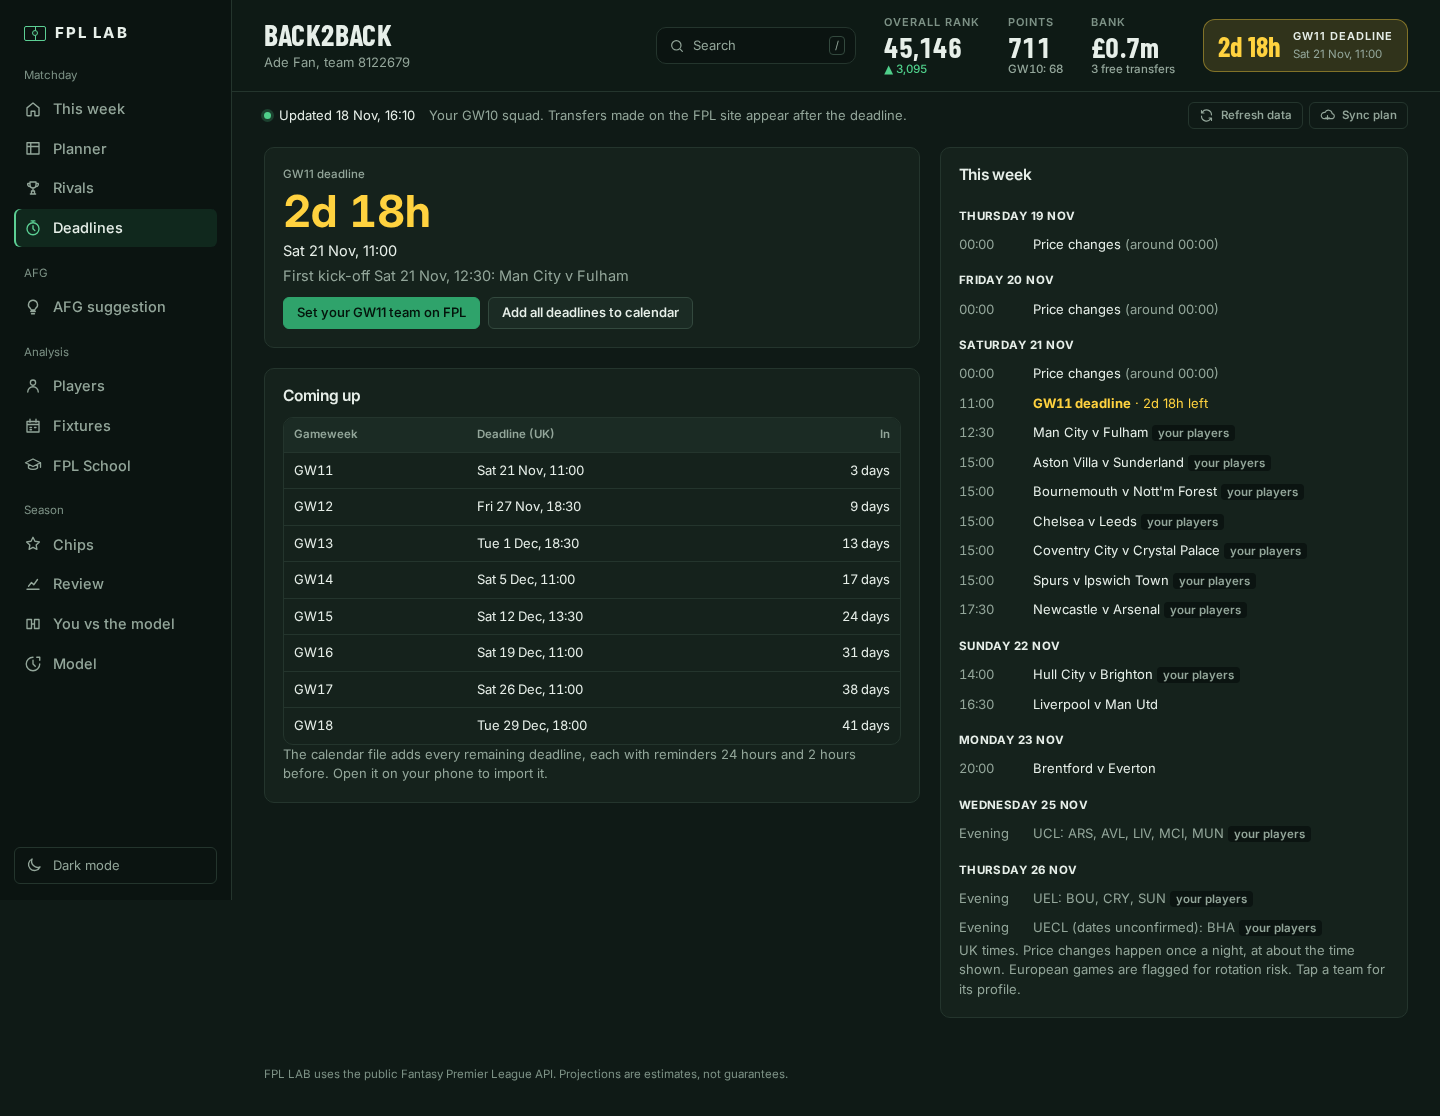 FPL LAB
Matchday
This week
Planner
Rivals
Deadlines
AFG
AFG suggestion
Analysis
Players
Fixtures
FPL School
Season
Chips
Review
You vs the model
Model
Dark mode
BACK2BACK
Ade Fan, team 8122679
Search /
OVERALL RANK
45,146
▲ 3,095
POINTS
711
GW10: 68
BANK
£0.7m
3 free transfers
2d 18h
GW11 DEADLINE
Sat 21 Nov, 11:00
Updated 18 Nov, 16:10 Your GW10 squad. Transfers made on the FPL site appear after the deadline.
Refresh data
Sync plan
GW11 deadline
2d 18h
Sat 21 Nov, 11:00
First kick-off Sat 21 Nov, 12:30: Man City v Fulham
Set your GW11 team on FPL
Add all deadlines to calendar
Coming up
Gameweek Deadline (UK) In
GW11 Sat 21 Nov, 11:00 3 days
GW12 Fri 27 Nov, 18:30 9 days
GW13 Tue 1 Dec, 18:30 13 days
GW14 Sat 5 Dec, 11:00 17 days
GW15 Sat 12 Dec, 13:30 24 days
GW16 Sat 19 Dec, 11:00 31 days
GW17 Sat 26 Dec, 11:00 38 days
GW18 Tue 29 Dec, 18:00 41 days
The calendar file adds every remaining deadline, each with reminders 24 hours and 2 hours
before. Open it on your phone to import it.
This week
THURSDAY 19 NOV
00:00 Price changes (around 00:00)
FRIDAY 20 NOV
00:00 Price changes (around 00:00)
SATURDAY 21 NOV
00:00 Price changes (around 00:00)
11:00 GW11 deadline · 2d 18h left
12:30 Man City v Fulham your players
15:00 Aston Villa v Sunderland your players
15:00 Bournemouth v Nott'm Forest your players
15:00 Chelsea v Leeds your players
15:00 Coventry City v Crystal Palace your players
15:00 Spurs v Ipswich Town your players
17:30 Newcastle v Arsenal your players
SUNDAY 22 NOV
14:00 Hull City v Brighton your players
16:30 Liverpool v Man Utd
MONDAY 23 NOV
20:00 Brentford v Everton
WEDNESDAY 25 NOV
Evening UCL: ARS, AVL, LIV, MCI, MUN your players
THURSDAY 26 NOV
Evening UEL: BOU, CRY, SUN your players
Evening UECL (dates unconfirmed): BHA your players
UK times. Price changes happen once a night, at about the time
shown. European games are flagged for rotation risk. Tap a team for
its profile.
FPL LAB uses the public Fantasy Premier League API. Projections are estimates, not guarantees.